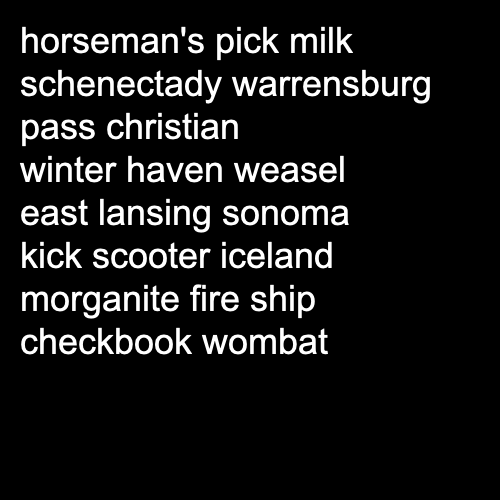 horseman's pick milk
schenectady warrensburg
pass christian
winter haven weasel
east lansing sonoma
kick scooter iceland
morganite fire ship
checkbook wombat